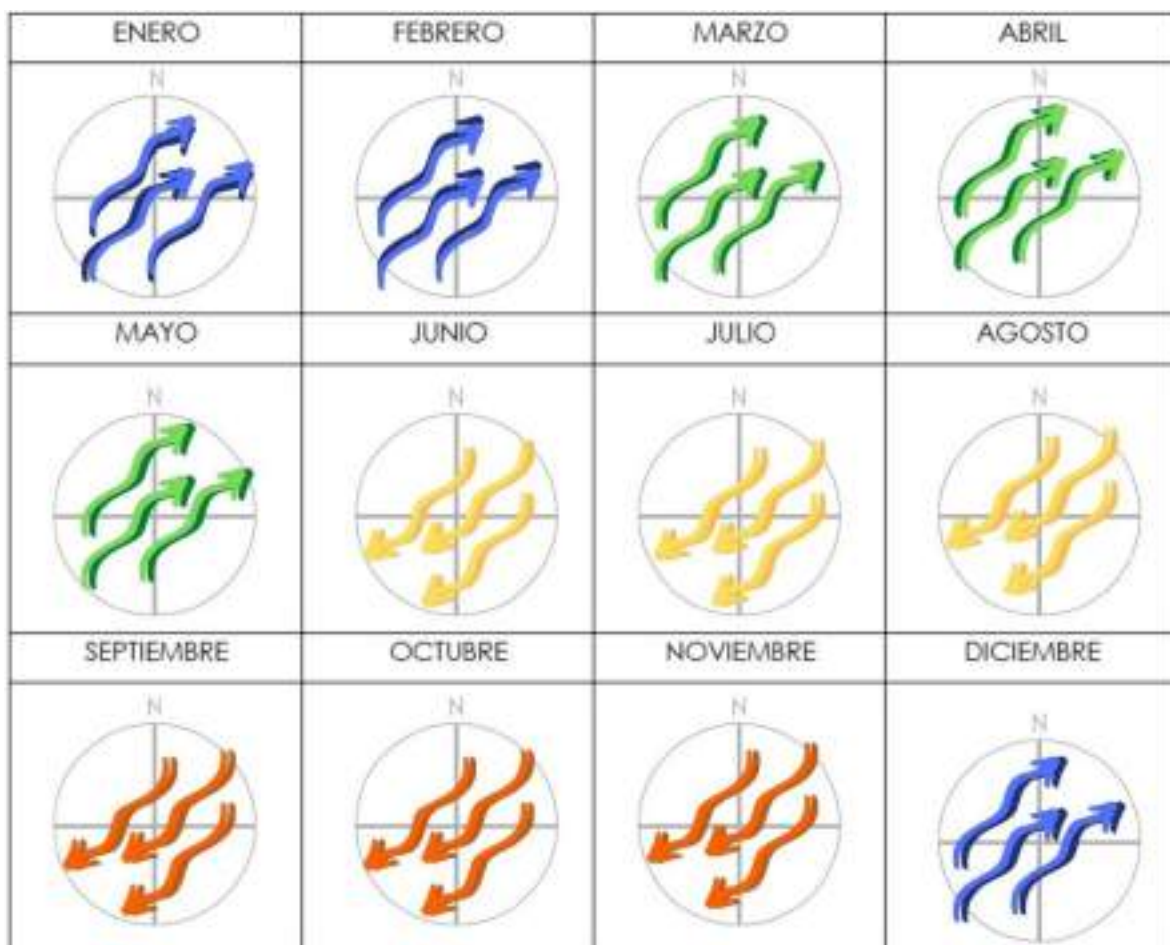 ENERO FEBRERO MARZO ABRIL
N N N N
MAYO JUNIO JULIO AGOSTO
N N N N
SEPTIEMBRE OCTUBRE NOVIEMBRE DICIEMBRE
N N N N